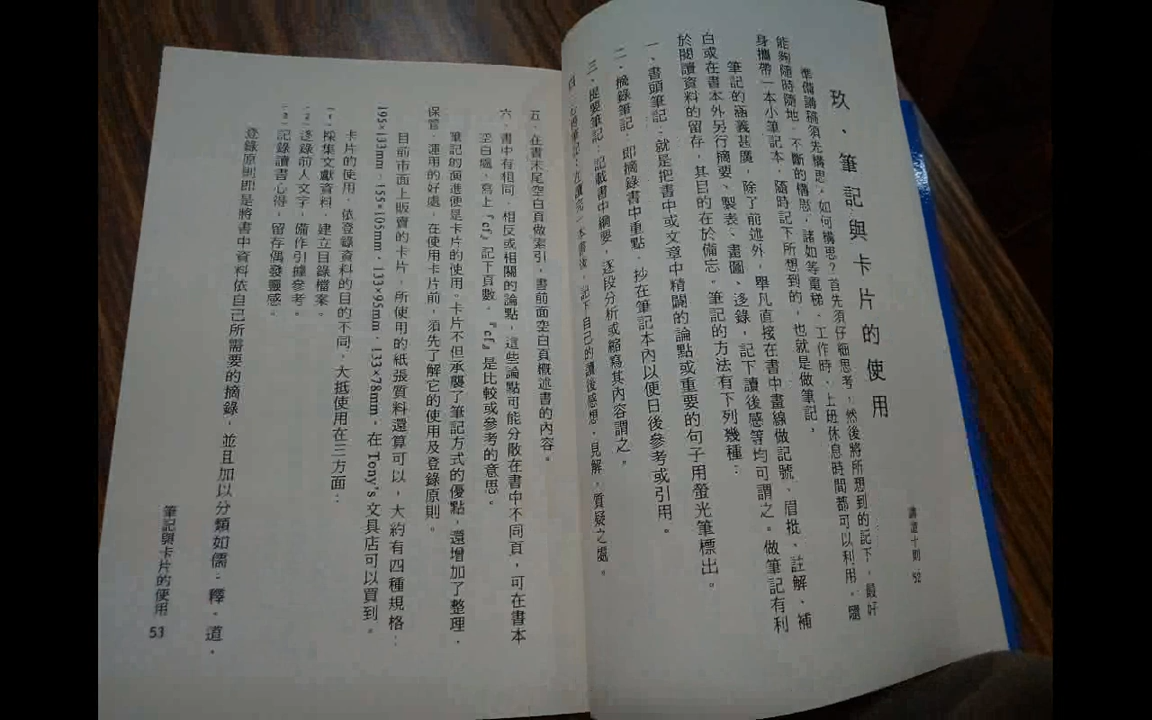 玖、筆記與卡片的使用
準備講稿須先構思，如何構思？首先須仔細思考，然後將所想到的記下，最好
能夠隨時隨地、不斷的構思，諸如等電梯、工作時、上班休息時間都可以利用，隨
身攜帶一本小筆記本，隨時記下所想到的，也就是做筆記，
筆記的涵義甚廣，除了前述外，舉凡直接在書中畫線做記號、眉批、註解、補
白或在書本外另行摘要、製表、畫圖、迻錄，記下讀後感等均可謂之。做筆記有利
於閱讀資料的留存，其目的在於備忘。筆記的方法有下列幾種：
一、書頭筆記：就是把書中或文章中精闢的論點或重要的句子用螢光筆標出。
二、摘錄筆記，即摘錄書中重點，抄在筆記本內以便日後參考或引用。
三、提要筆記：記載書中綱要，逐段分析或縮寫其內容謂之。
記下自己的讀後感想、見解、質疑之處。
52
五、在書末尾空白頁做索引，書前面空白頁概述書的內容。
六、書中有相同、相反或相關的論點，這些論點可能分散在書中不同頁，可在書本
空白處，寫上『cf』記下頁數，『cf』是比較或參考的意思。
筆記的面進便是卡片的使用。卡片不但承襲了筆記方式的優點，還增加了整理、
保管、運用的好處，在使用卡片前，須先了解它的使用及登錄原則。
目前市面上販賣的卡片，所使用的紙張質料還算可以，大約有四種規格：
195×133mm，155×105mm，133×95mm，133×78mm，在Tony's文具店可以買到。
卡片的使用，依登錄資料的目的不同，大抵使用在三方面：
採集文獻資料，建立目錄檔案。
迻錄前人文字，備作引據參考。
記錄讀書心得，留存偶發靈感。
登錄原則即是將書中資料依自己所需要的摘錄，並且加以分類如儒、釋、道，
筆記與卡片的使用 53